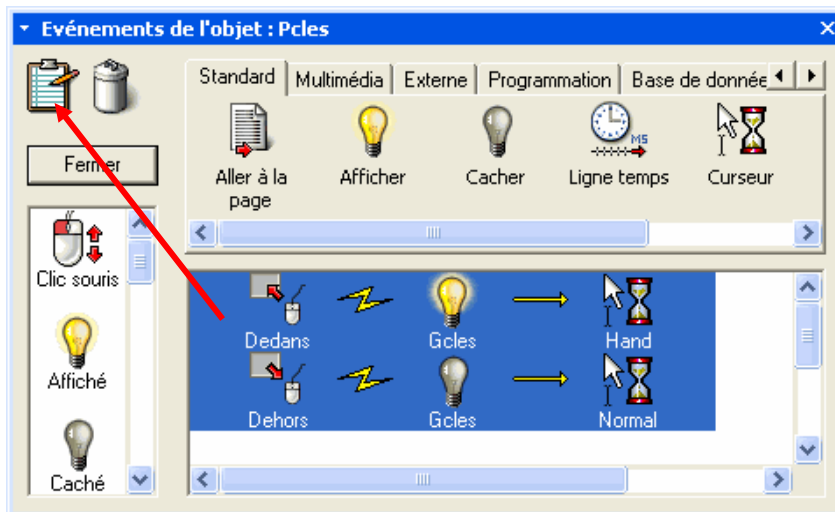 Evénements de l'objet : Pcles
Standard Multimédia Externe Programmation Base de donnée
Fermer
Aller à la page
Afficher
Cacher
MS
Ligne temps
Curseur
Clic souris
Affiché
Caché
Dedans Gcles Hand
Dehors Gcles Normal